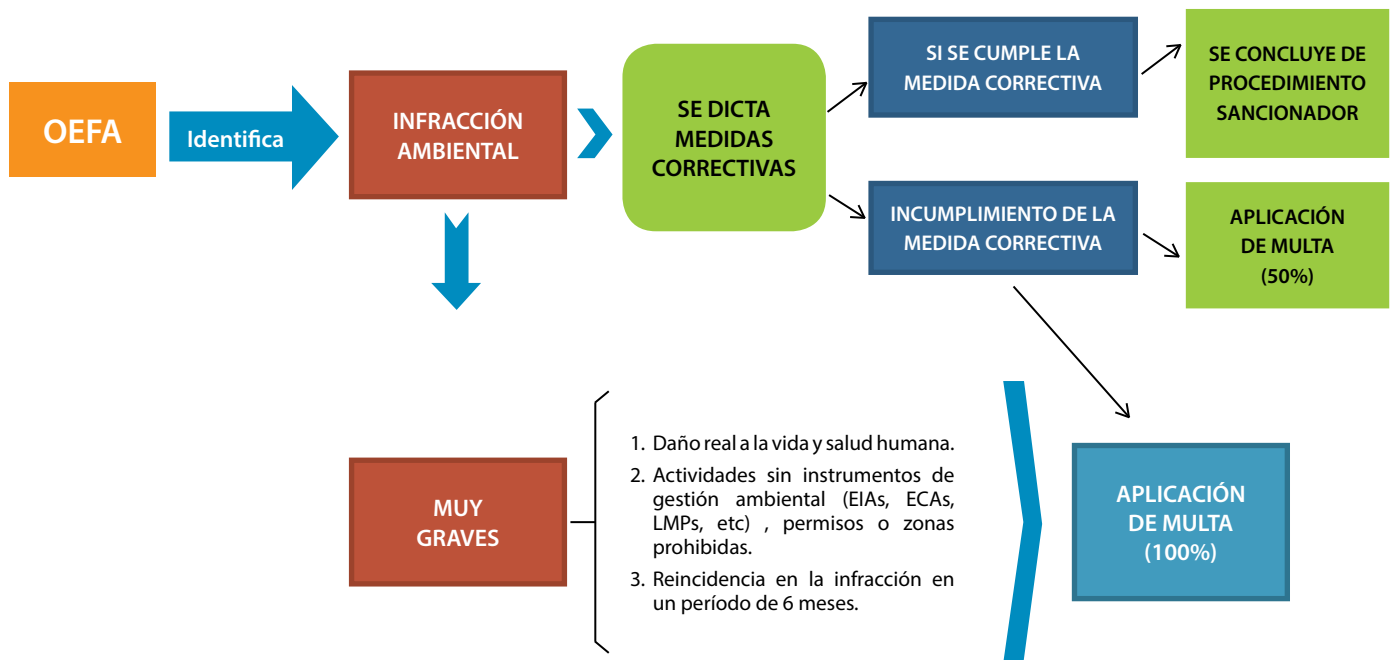 OEFA
Identifica
INFRACCIÓN
AMBIENTAL
SE DICTA
MEDIDAS
CORRECTIVAS
SI SE CUMPLE LA
MEDIDA CORRECTIVA
SE CONCLUYE DE
PROCEDIMIENTO
SANCIONADOR
INCUMPLIMIENTO DE LA
MEDIDA CORRECTIVA
APLICACIÓN
DE MULTA
(50%)
MUY
GRAVES
1. Daño real a la vida y salud humana.
2. Actividades sin instrumentos de
gestión ambiental (EIAs, ECAs,
LMPs, etc) , permisos o zonas
prohibidas.
3. Reincidencia en la infracción en
un período de 6 meses.
APLICACIÓN
DE MULTA
(100%)